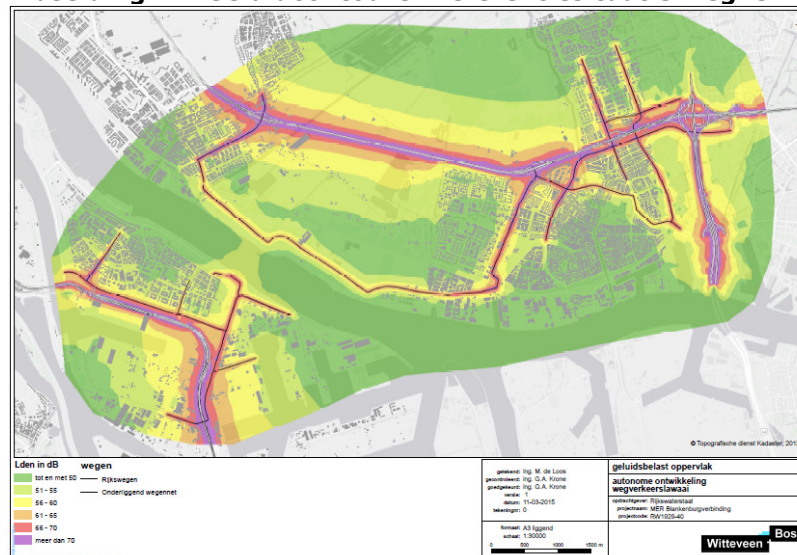 © Topografische dienst Kadaster, 201
Lden in dB
wegen
tot en met 50
51 - 55
56 - 60
61 - 65
66 - 70
meer dan 70
Rijkswegen
Onderliggend wegennet
getekend: ing. M. de Loos
gecontroleerd: ing. G.A. Krone
goedgekeurd: ing. G.A. Krone
versie: 1
datum: 11-03-2015
tekeningnr: 0
formaat: A3 liggend
schaal: 1:30000
0 500 1000 1500 m
geluidsbelast oppervlak
autonome ontwikkeling
wegverkeerslawaai
opdrachtgever: Rijkswaterstaat
projectnaam: MER Blankenburgverbinding
projectcode: RW1929-40
Witteveen
Bos